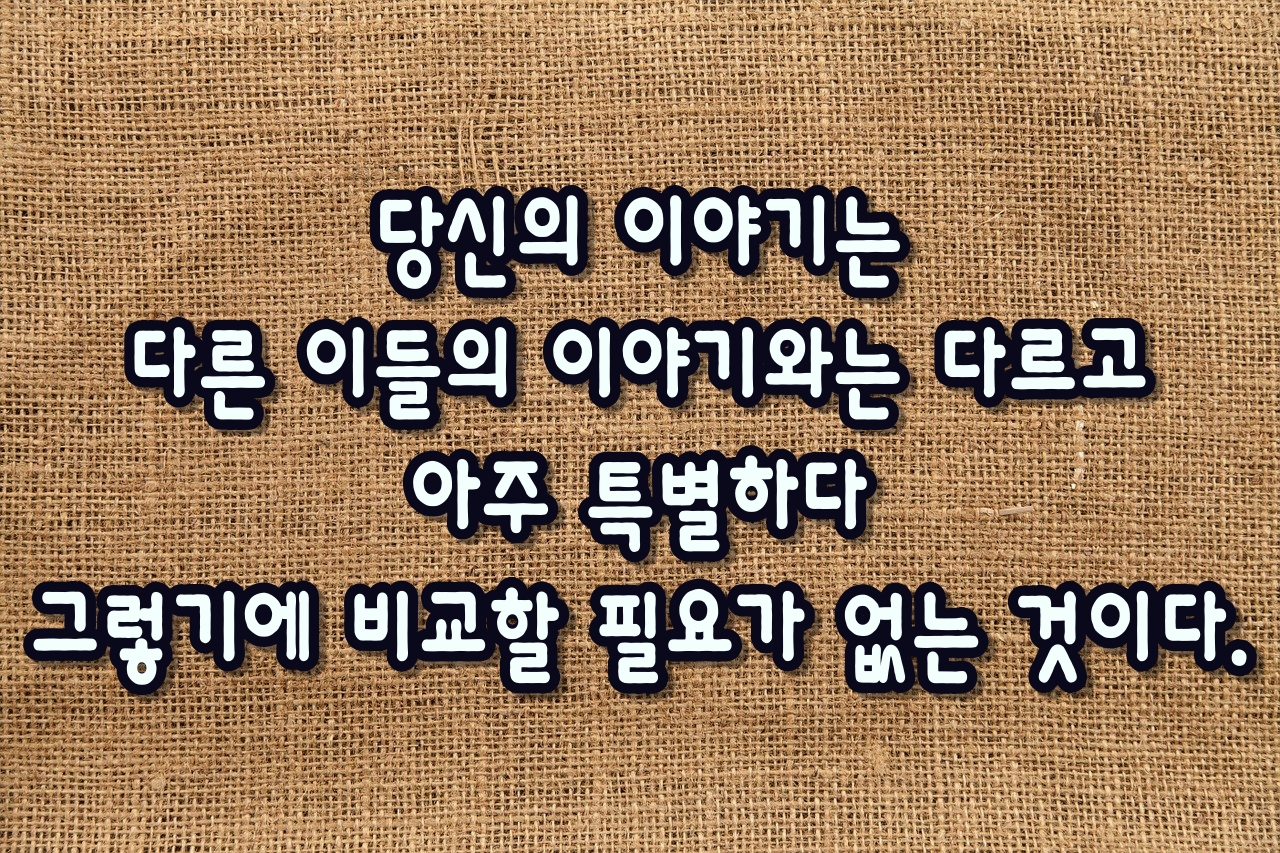 당신의 이야기는
다른 이들의 이야기와는 다르고
아주 특별하다
그렇기에 비교할 필요가 없는 것이다.